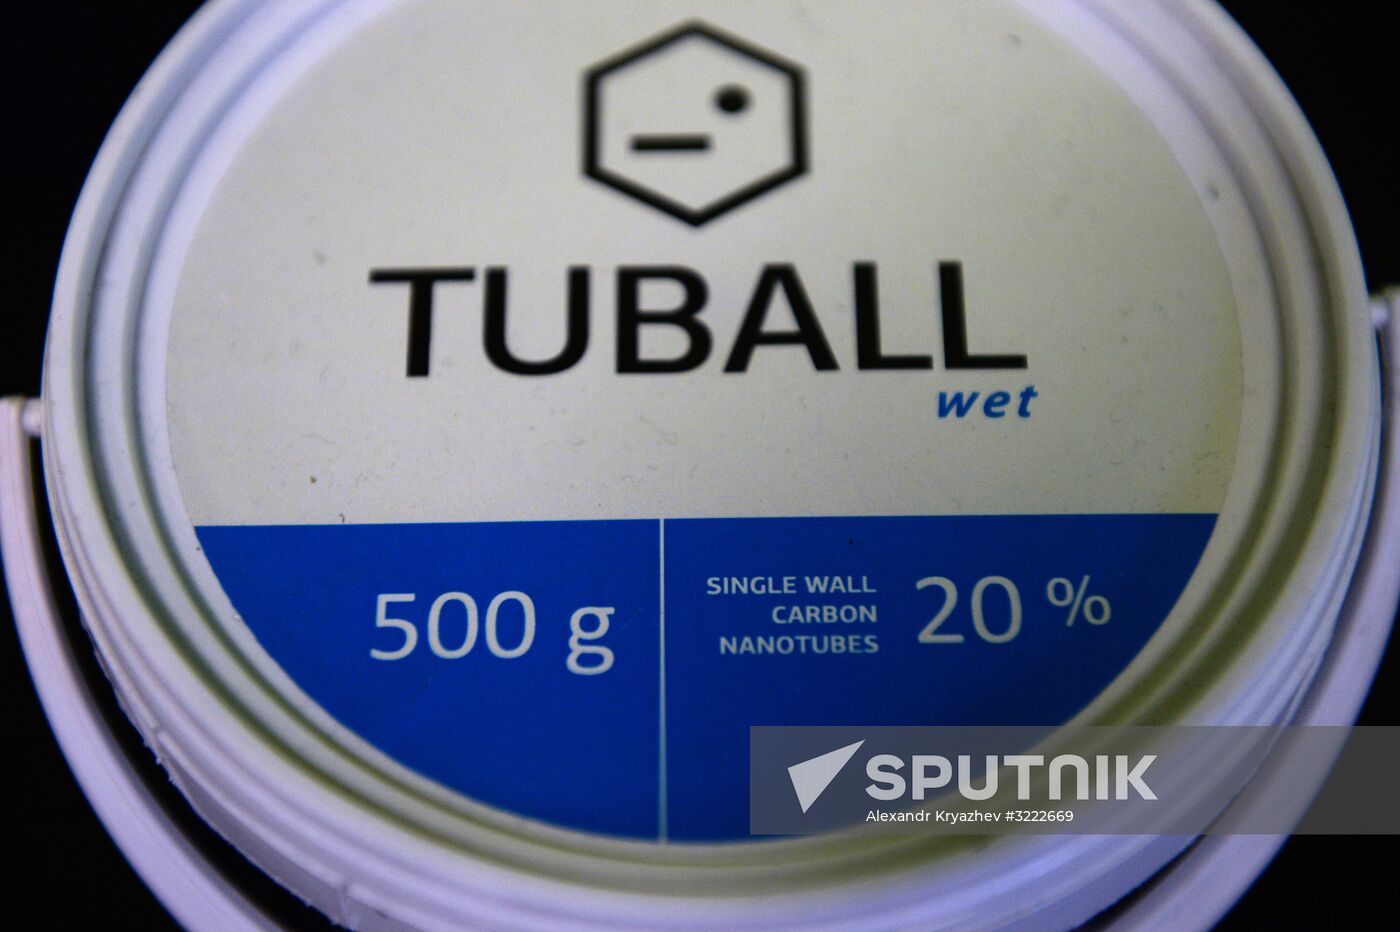 TUBALL
wet
500 g
SINGLE WALL
CARBON
NANOTUBES
20 %
SPUTNIK
Alexandr Kryazhev #3222669